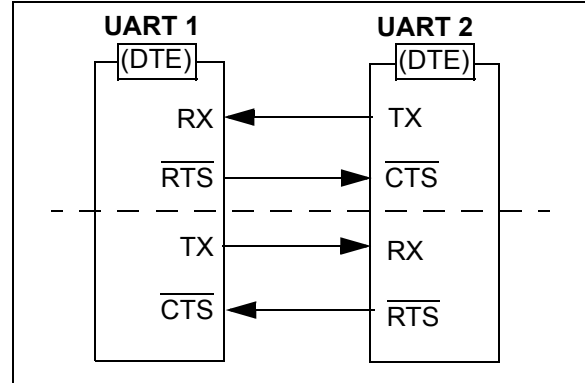 UART 1 UART 2
(DTE) (DTE)
RX TX
RTS CTS
TX RX
CTS RTS